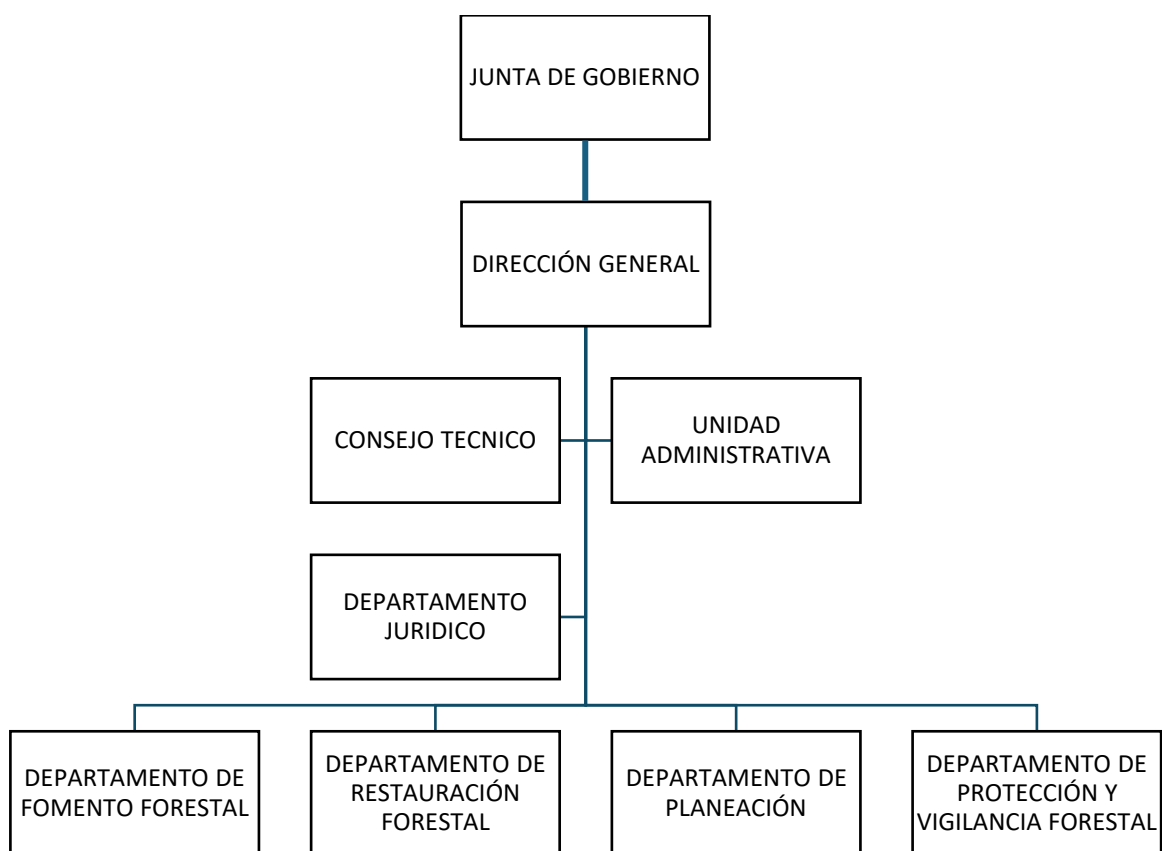 JUNTA DE GOBIERNO
DIRECCIÓN GENERAL
CONSEJO TECNICO
UNIDAD
ADMINISTRATIVA
DEPARTAMENTO
JURIDICO
DEPARTAMENTO DE
FOMENTO FORESTAL
DEPARTAMENTO DE
RESTAURACIÓN
FORESTAL
DEPARTAMENTO DE
PLANEACIÓN
DEPARTAMENTO DE
PROTECCIÓN Y
VIGILANCIA FORESTAL